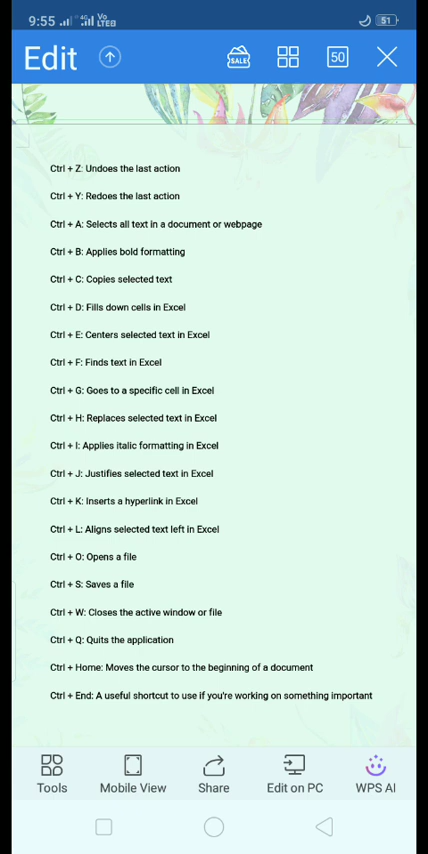 9:55 4G Vo LTE 51
Edit SALE 50
Ctrl + Z: Undoes the last action
Ctrl + Y: Redoes the last action
Ctrl + A: Selects all text in a document or webpage
Ctrl + B: Applies bold formatting
Ctrl + C: Copies selected text
Ctrl + D: Fills down cells in Excel
Ctrl + E: Centers selected text in Excel
Ctrl + F: Finds text in Excel
Ctrl + G: Goes to a specific cell in Excel
Ctrl + H: Replaces selected text in Excel
Ctrl + I: Applies italic formatting in Excel
Ctrl + J: Justifies selected text in Excel
Ctrl + K: Inserts a hyperlink in Excel
Ctrl + L: Aligns selected text left in Excel
Ctrl + O: Opens a file
Ctrl + S: Saves a file
Ctrl + W: Closes the active window or file
Ctrl + Q: Quits the application
Ctrl + Home: Moves the cursor to the beginning of a document
Ctrl + End: A useful shortcut to use if you're working on something important
Tools Mobile View Share Edit on PC WPS AI